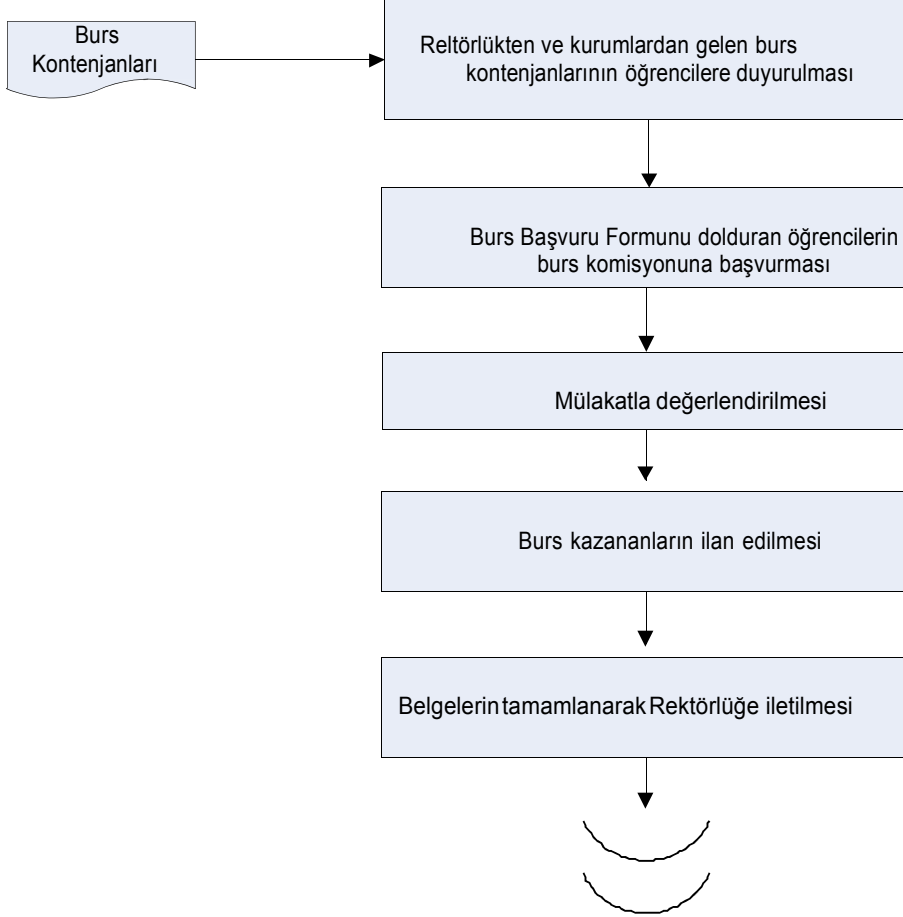 Burs
Kontenjanları
Reltörlükten ve kurumlardan gelen burs
kontenjanlarının öğrencilere duyurulması
Burs Başvuru Formunu dolduran öğrencilerin
burs komisyonuna başvurması
Mülakatla değerlendirilmesi
Burs kazananların ilan edilmesi
Belgelerin tamamlanarak Rektörlüğe iletilmesi